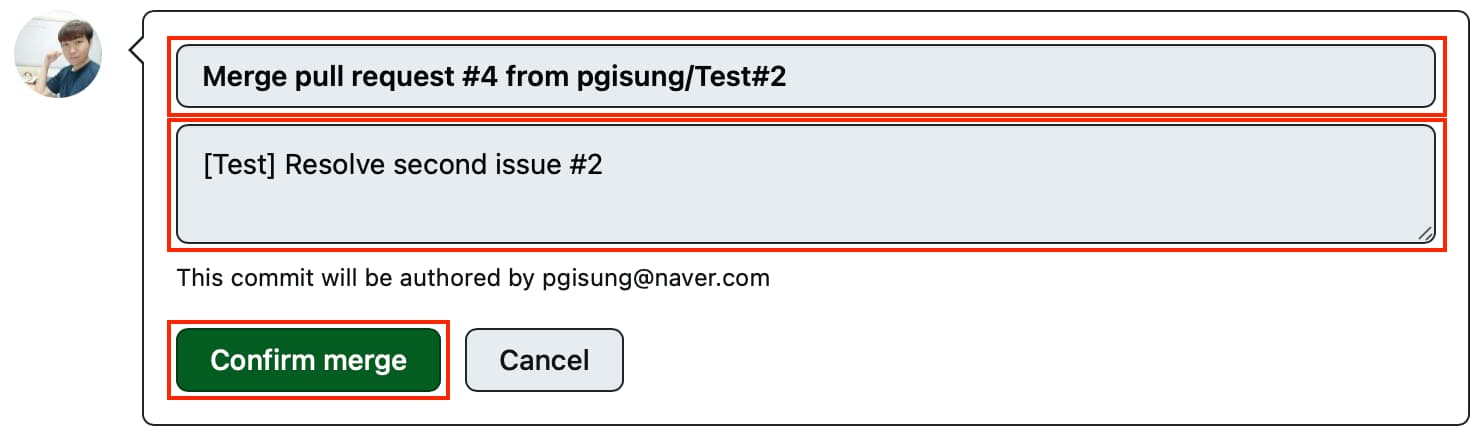 Merge pull request #4 from pgisung/Test#2
[Test] Resolve second issue #2
This commit will be authored by pgisung@naver.com
Confirm merge Cancel